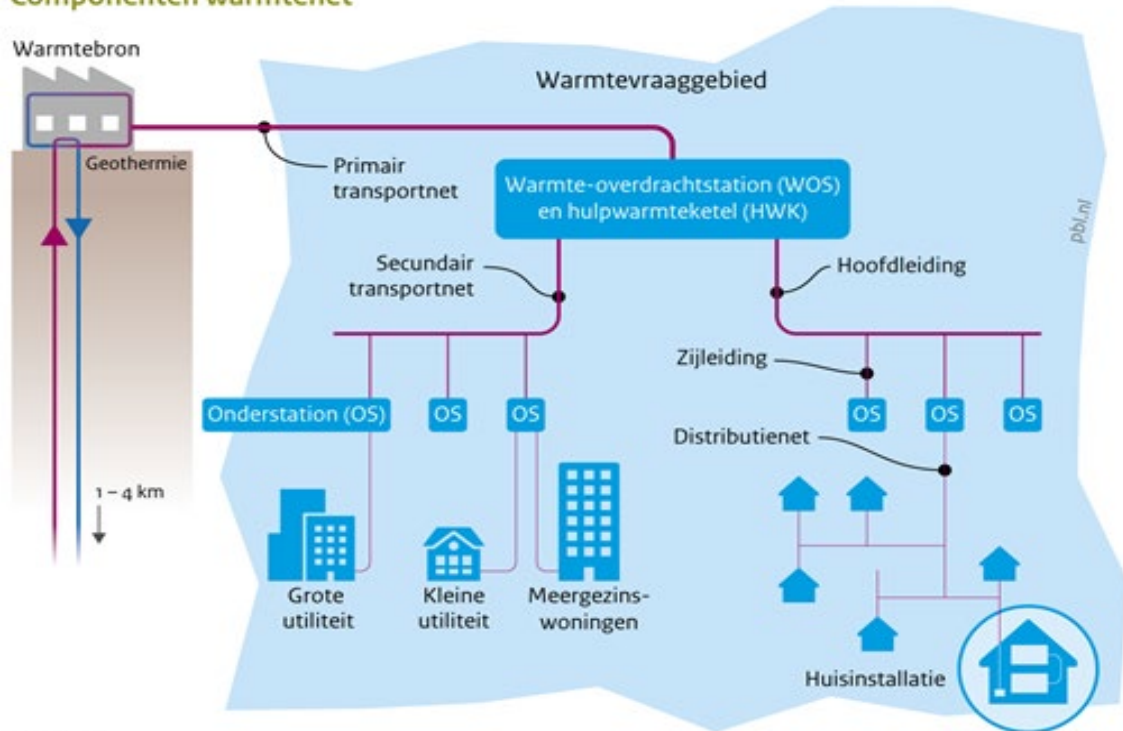 Componenten warmtenet
Warmtebron
Warmtevraaggebied
Geothermie
Primair
transportnet
Warmte-overdrachtstation (WOS)
en hulpwarmteketel (HWK)
pbl.nl
Secundair
transportnet
Hoofdleiding
Zijleiding
Onderstation (OS)
OS
OS
OS
OS
OS
Distributienet
1 – 4 km
Grote
utiliteit
Kleine
utiliteit
Meergezins-
woningen
Huisinstallatie